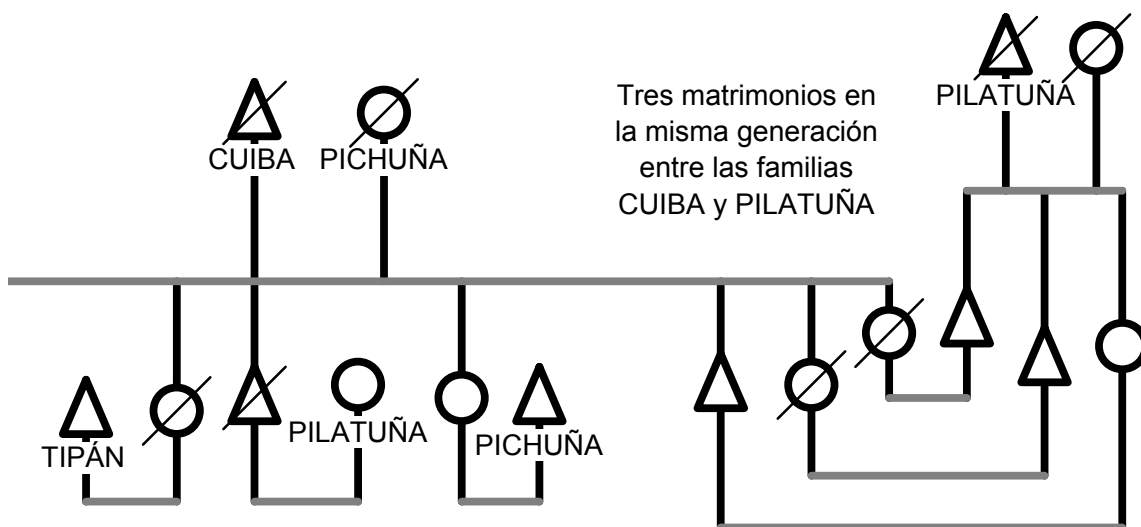 PILATUÑA
Tres matrimonios en
la misma generación
entre las familias
CUIBA y PILATUÑA
CUIBA
PICHUÑA
TIPÁN
PILATUÑA
PICHUÑA